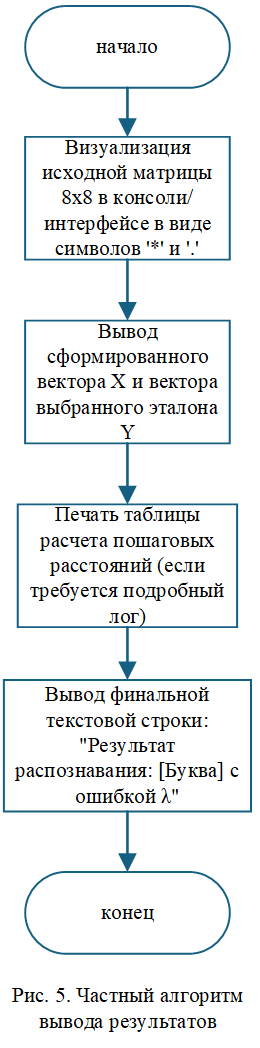 начало
Визуализация
исходной матрицы
8x8 в консоли/
интерфейсе в виде
символов '*' и '.'
Вывод
сформированного
вектора X и вектора
выбранного эталона
Y
Печать таблицы
расчета пошаговых
расстояний (если
требуется подробный
лог)
Вывод финальной
текстовой строки:
"Результат
распознавания: [Буква] с
ошибкой λ"
конец
Рис. 5. Частный алгоритм
вывода результатов